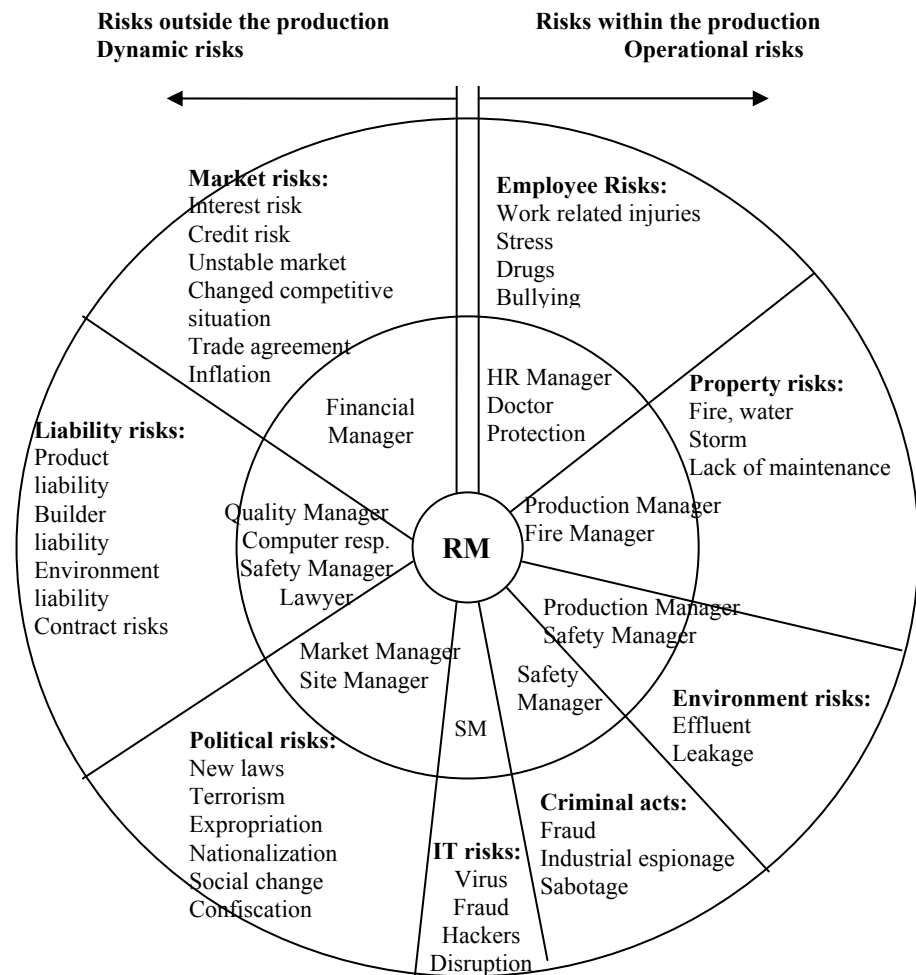 Risks outside the production
Dynamic risks
Risks within the production
Operational risks
Market risks:
Interest risk
Credit risk
Unstable market
Changed competitive
situation
Trade agreement
Inflation
Employee Risks:
Work related injuries
Stress
Drugs
Bullying
Financial
Manager
HR Manager
Doctor
Protection
Property risks:
Fire, water
Storm
Lack of maintenance
Liability risks:
Product
liability
Builder
liability
Environment
liability
Contract risks
Quality Manager
Computer resp.
Safety Manager
Lawyer
RM
Production Manager
Fire Manager
Production Manager
Safety Manager
Market Manager
Site Manager
Safety
Manager
SM
Environment risks:
Effluent
Leakage
Political risks:
New laws
Terrorism
Expropriation
Nationalization
Social change
Confiscation
IT risks:
Virus
Fraud
Hackers
Disruption
Criminal acts:
Fraud
Industrial espionage
Sabotage